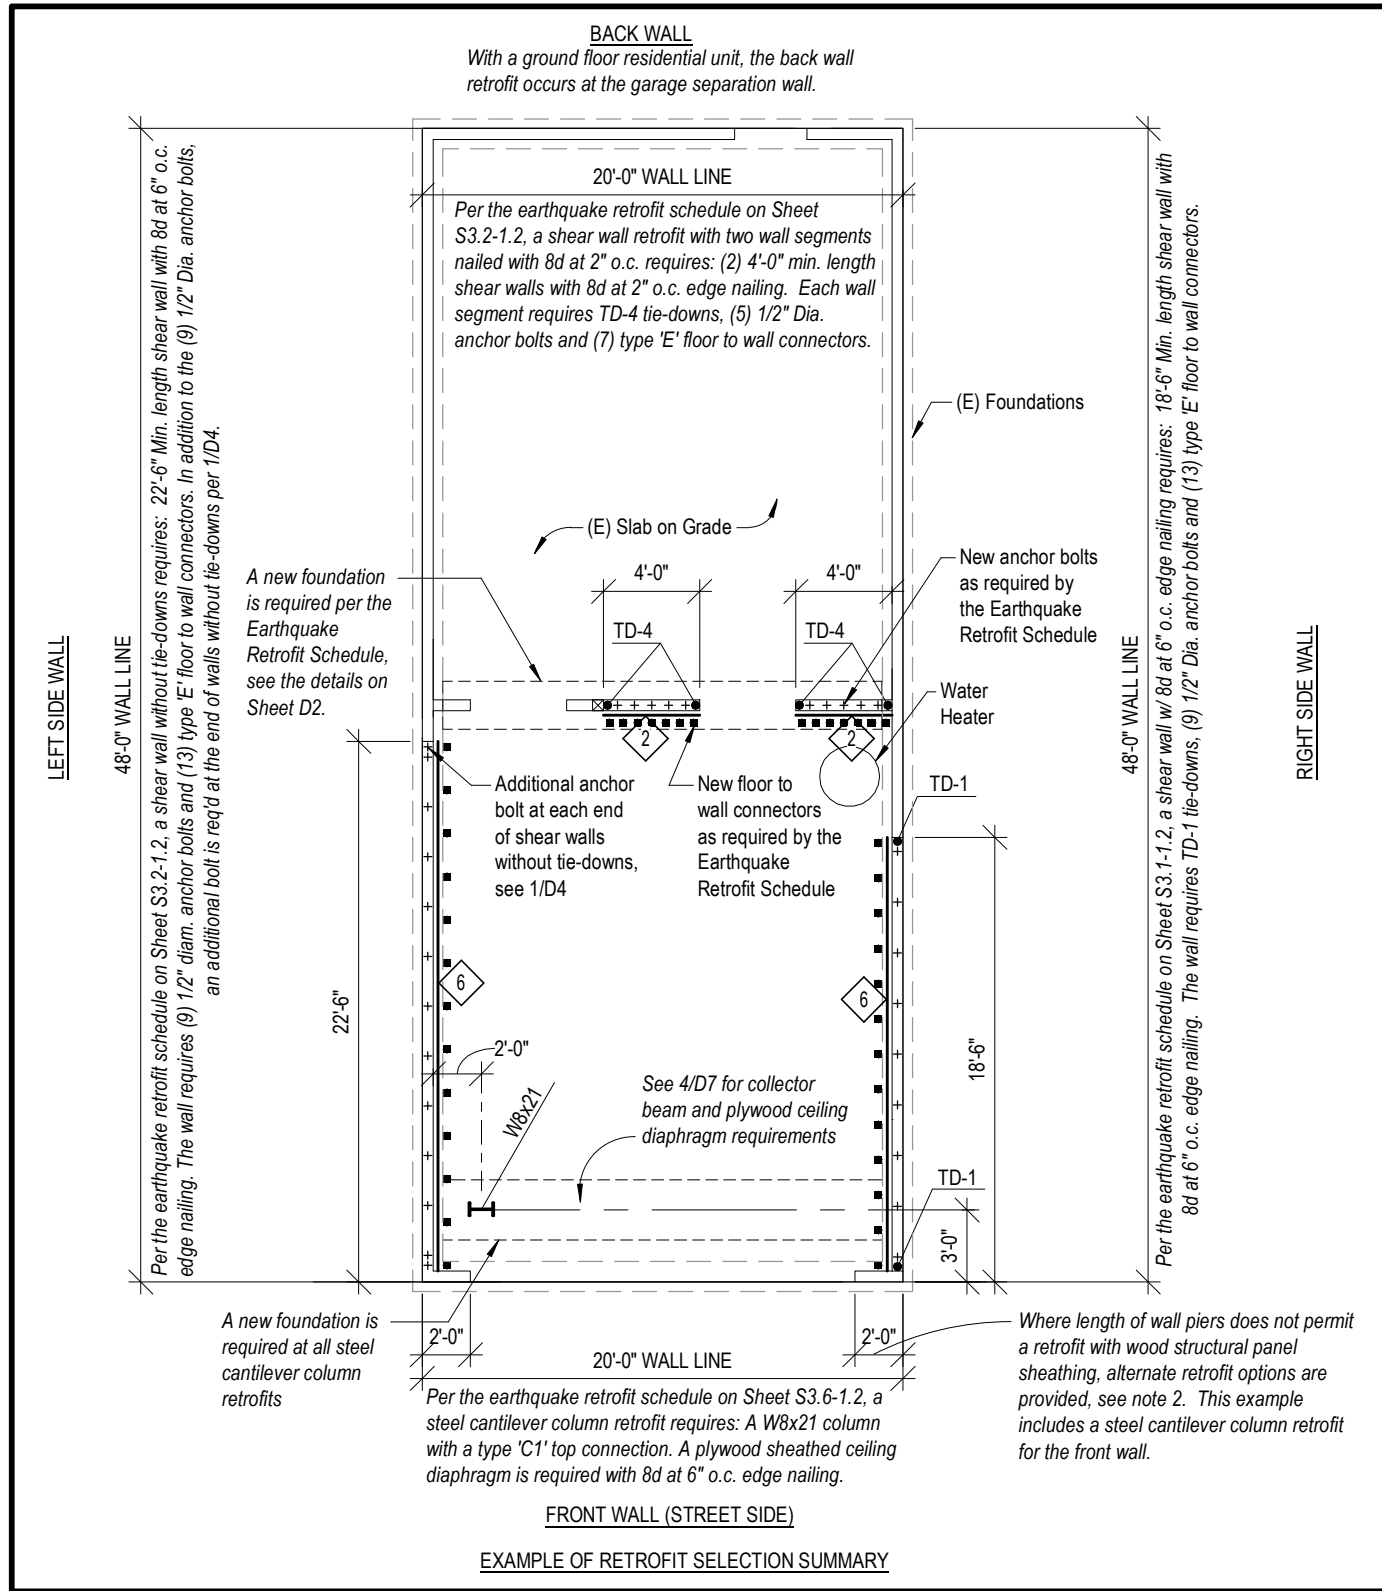 BACK WALL
With a ground floor residential unit, the back wall
retrofit occurs at the garage separation wall.
20'-0" WALL LINE
Per the earthquake retrofit schedule on Sheet
S3.2-1.2, a shear wall retrofit with two wall segments
nailed with 8d at 2" o.c. requires: (2) 4'-0" min. length
shear walls with 8d at 2" o.c. edge nailing.  Each wall
segment requires TD-4 tie-downs, (5) 1/2" Dia.
anchor bolts and (7) type 'E' floor to wall connectors.
LEFT SIDE WALL
48'-0" WALL LINE
Per the earthquake retrofit schedule on Sheet S3.2-1.2, a shear wall without tie-downs requires:  22'-6" Min. length shear wall with 8d at 6" o.c.
edge nailing. The wall requires (9) 1/2" diam. anchor bolts and (13) type 'E' floor to wall connectors. In addition to the (9) 1/2" Dia. anchor bolts,
an additional bolt is req'd at the end of walls without tie-downs per 1/D4.
(E) Foundations
(E) Slab on Grade
A new foundation
is required per the
Earthquake
Retrofit Schedule,
see the details on
Sheet D2.
4'-0"
4'-0"
TD-4
TD-4
New anchor bolts
as required by
the Earthquake
Retrofit Schedule
Water
Heater
2
2
Additional anchor
bolt at each end
of shear walls
without tie-downs,
see 1/D4
New floor to
wall connectors
as required by the
Earthquake
Retrofit Schedule
TD-1
22'-6"
6
6
2'-0"
W8x21
See 4/D7 for collector
beam and plywood ceiling
diaphragm requirements
18'-6"
TD-1
3'-0"
48'-0" WALL LINE
Per the earthquake retrofit schedule on Sheet S3.1-1.2, a shear wall w/ 8d at 6" o.c. edge nailing requires:  18'-6" Min. length shear wall with
8d at 6" o.c. edge nailing.  The wall requires TD-1 tie-downs, (9) 1/2" Dia. anchor bolts and (13) type 'E' floor to wall connectors.
RIGHT SIDE WALL
A new foundation is
required at all steel
cantilever column
retrofits
2'-0"
2'-0"
20'-0" WALL LINE
Per the earthquake retrofit schedule on Sheet S3.6-1.2, a
steel cantilever column retrofit requires: A W8x21 column
with a type 'C1' top connection. A plywood sheathed ceiling
diaphragm is required with 8d at 6" o.c. edge nailing.
Where length of wall piers does not permit
a retrofit with wood structural panel
sheathing, alternate retrofit options are
provided, see note 2.  This example
includes a steel cantilever column retrofit
for the front wall.
FRONT WALL (STREET SIDE)
EXAMPLE OF RETROFIT SELECTION SUMMARY